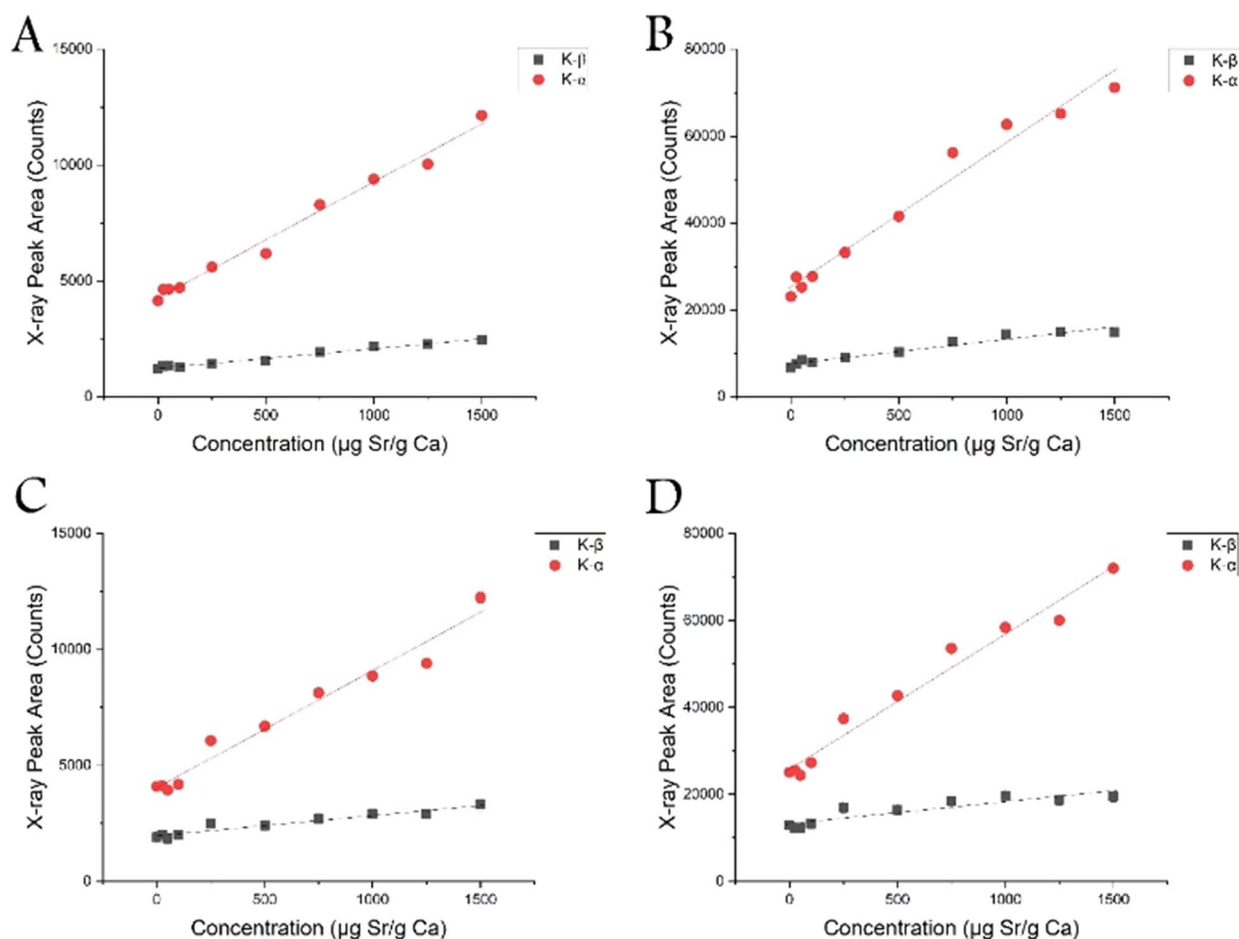 A
15000
10000
5000
0
X-ray Peak Area (Counts)
0
500
1000
1500
Concentration (µg Sr/g Ca)
K-β
K-α
B
80000
60000
40000
20000
0
X-ray Peak Area (Counts)
0
500
1000
1500
Concentration (µg Sr/g Ca)
K-β
K-α
C
15000
10000
5000
0
X-ray Peak Area (Counts)
0
500
1000
1500
Concentration (µg Sr/g Ca)
K-β
K-α
D
80000
60000
40000
20000
0
X-ray Peak Area (Counts)
0
500
1000
1500
Concentration (µg Sr/g Ca)
K-β
K-α